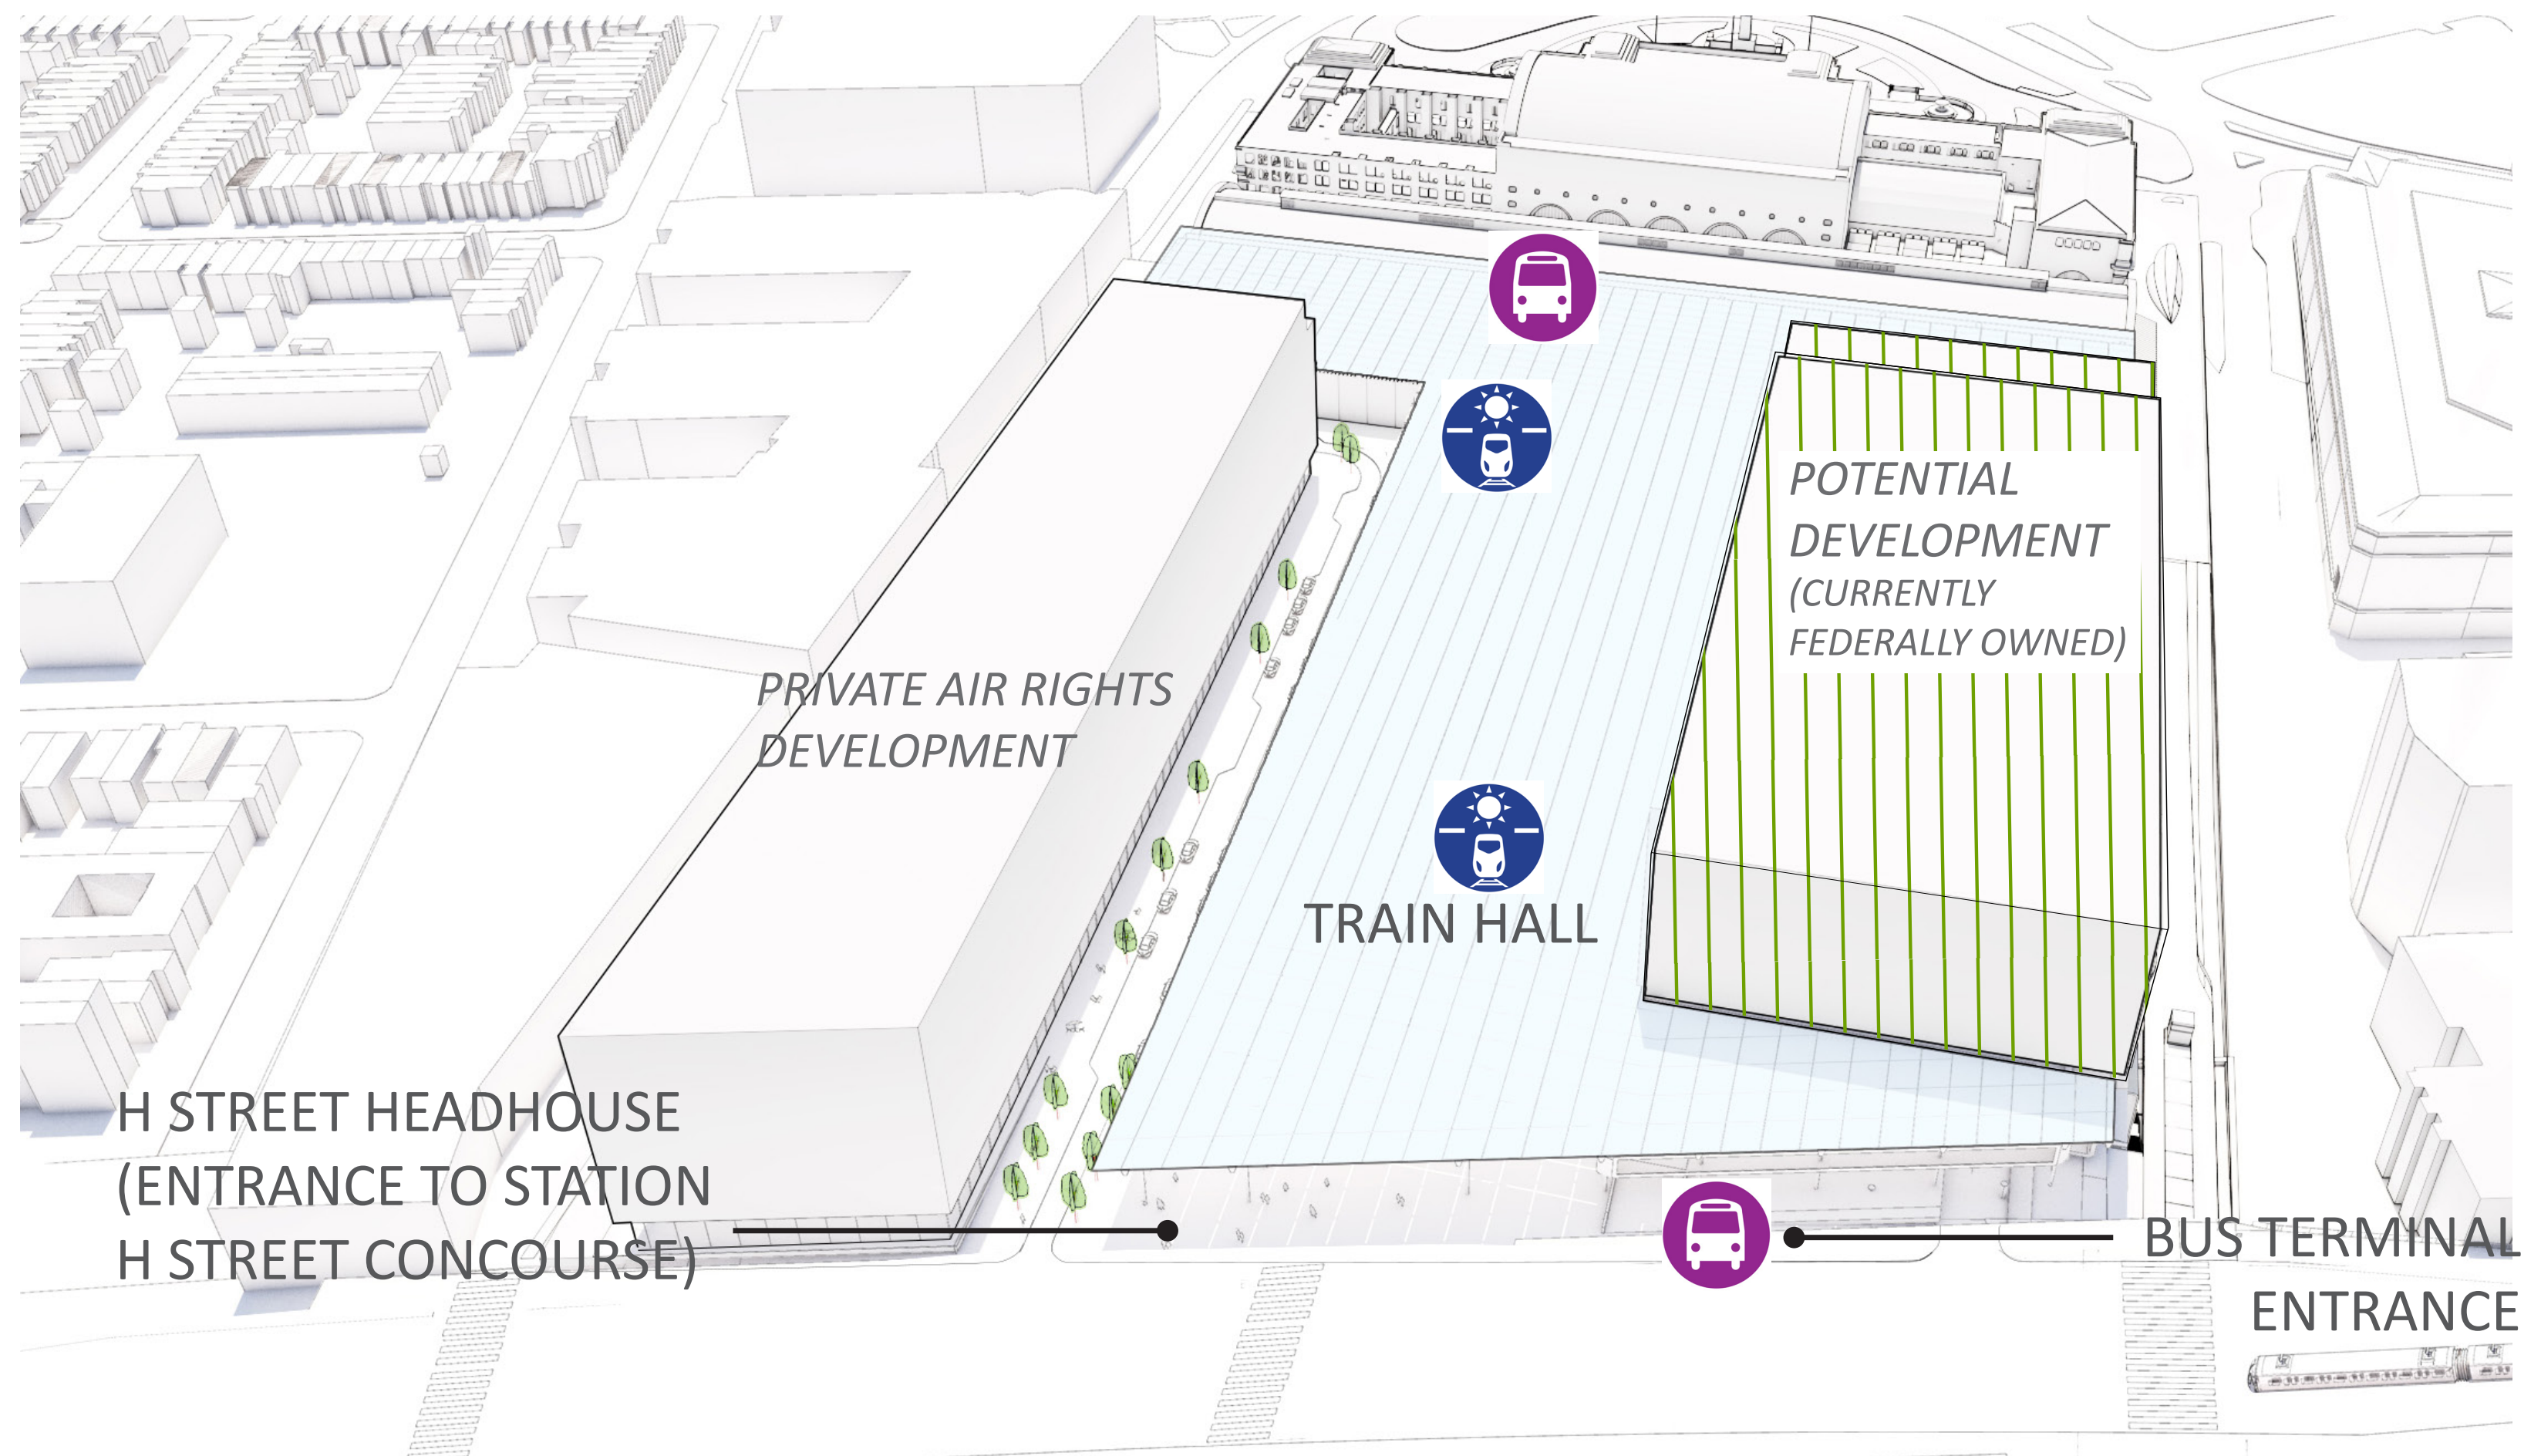 POTENTIAL
DEVELOPMENT
(CURRENTLY
FEDERALLY OWNED)
PRIVATE AIR RIGHTS
DEVELOPMENT
TRAIN HALL
H STREET HEADHOUSE
(ENTRANCE TO STATION
H STREET CONCOURSE)
BUS TERMINAL
ENTRANCE